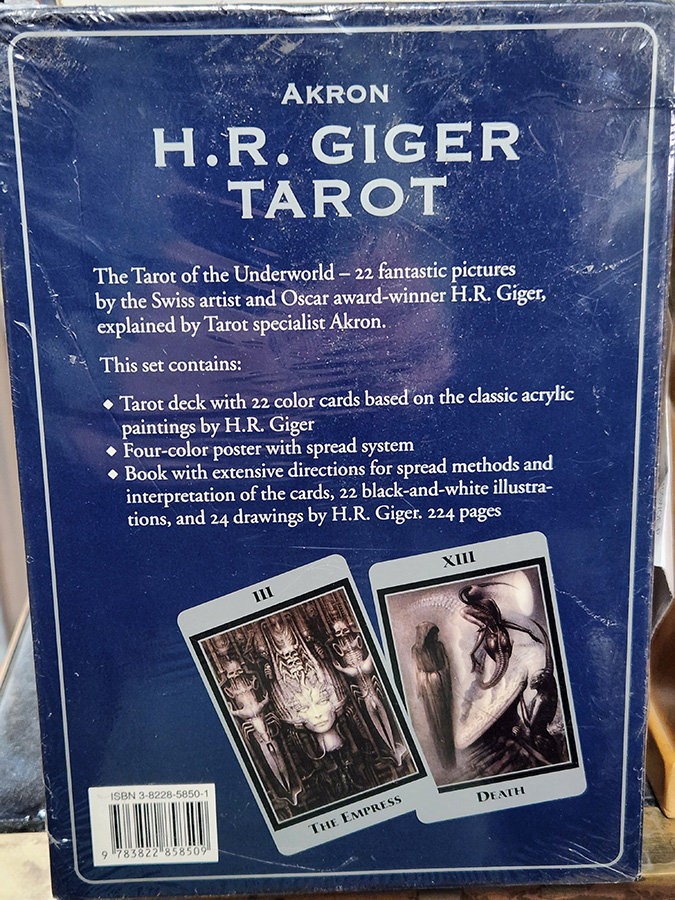 AKRON
H.R. GIGER
TAROT
The Tarot of the Underworld – 22 fantastic pictures
by the Swiss artist and Oscar award-winner H.R. Giger,
explained by Tarot specialist Akron.
This set contains:
◆ Tarot deck with 22 color cards based on the classic acrylic
paintings by H.R. Giger
◆ Four-color poster with spread system
◆ Book with extensive directions for spread methods and
interpretation of the cards, 22 black-and-white illustra-
tions, and 24 drawings by H.R. Giger. 224 pages
III
THE EMPRESS
XIII
DEATH
ISBN 3-8228-5850-1
9 783822 858509